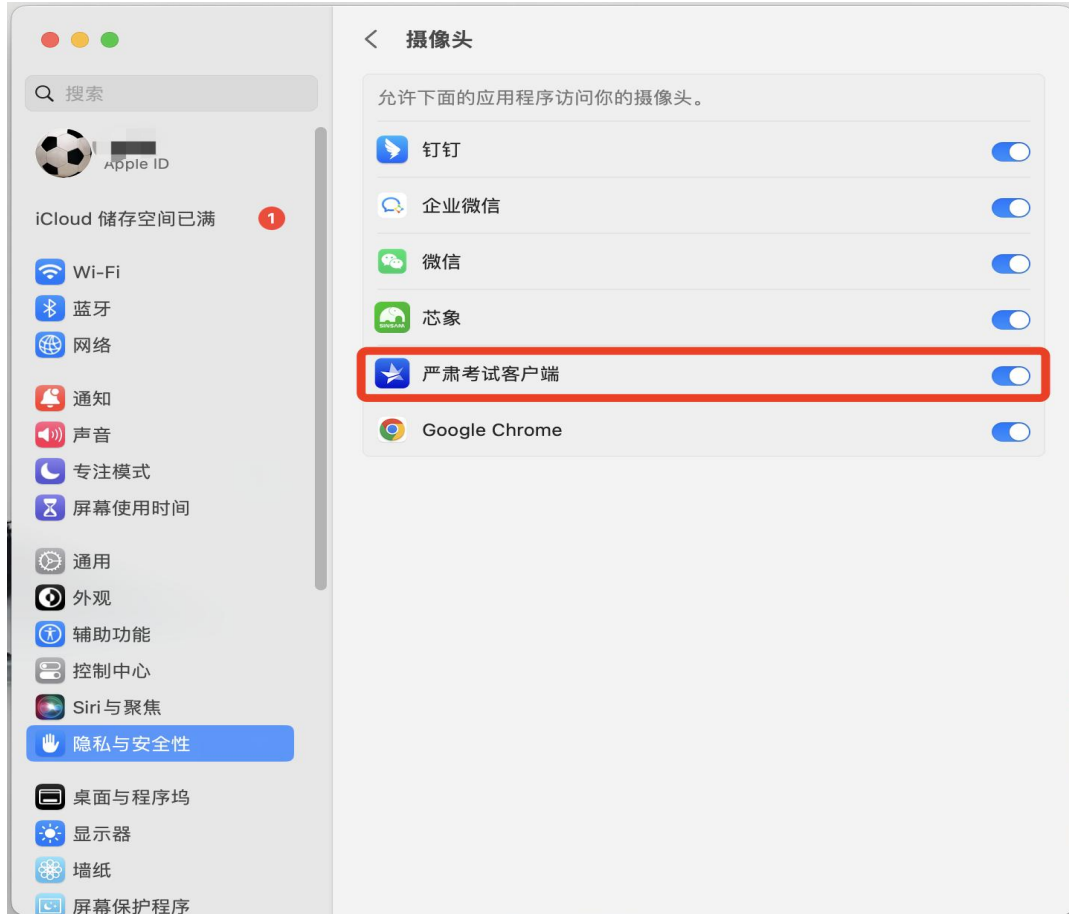 摄像头
搜索
Apple ID
iCloud 储存空间已满
1
Wi-Fi
蓝牙
网络
通知
声音
专注模式
屏幕使用时间
通用
外观
辅助功能
控制中心
Siri与聚焦
隐私与安全性
桌面与程序坞
显示器
墙纸
屏幕保护程序
允许下面的应用程序访问你的摄像头。
钉钉
企业微信
微信
芯象
严肃考试客户端
Google Chrome